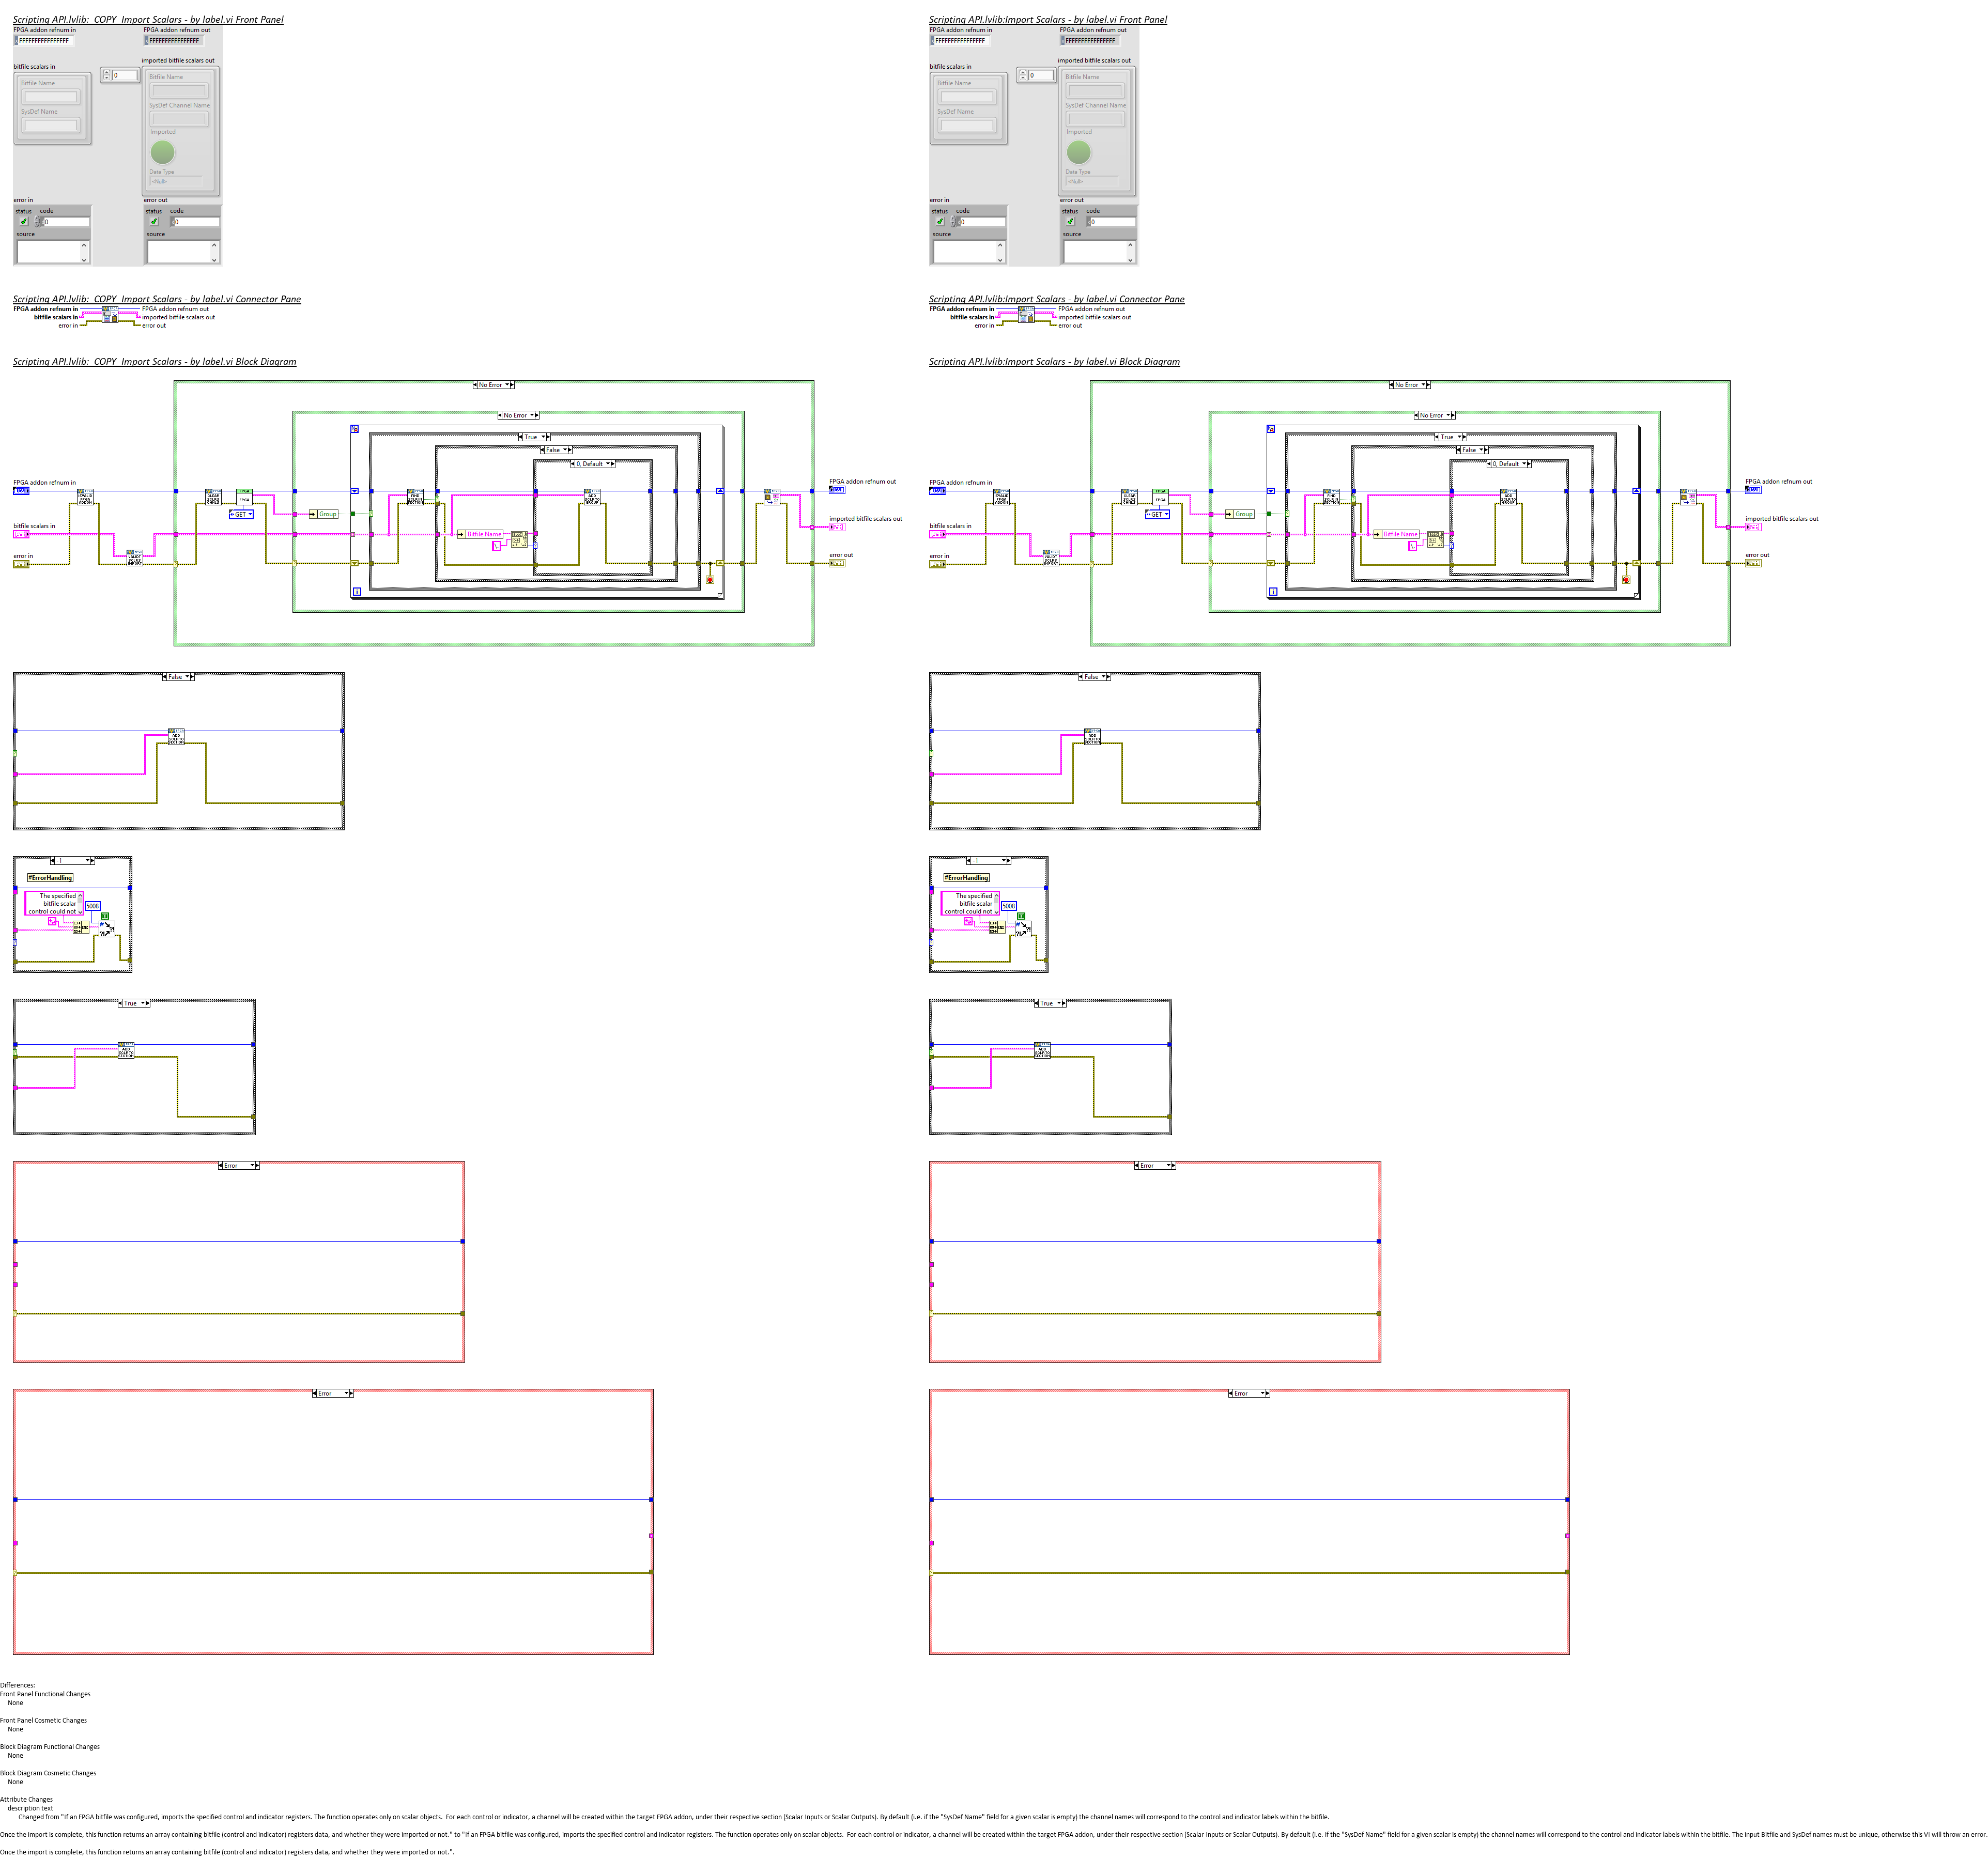 Scripting API.lvlib:_COPY_Import Scalars - by label.vi Front Panel
FPGA addon refnum in
FPGA addon refnum out
FFFFFFFFFFFFFFFF
FFFFFFFFFFFFFFFF
bitfile scalars in
imported bitfile scalars out
0
Bitfile Name
SysDef Name
Bitfile Name
SysDef Channel Name
Imported
Data Type
<Null>
error in
error out
status
code
0
source
status
code
0
source
Scripting API.lvlib:_COPY_Import Scalars - by label.vi Connector Pane
FPGA addon refnum in
FPGA addon refnum out
bitfile scalars in
imported bitfile scalars out
error in
error out
Scripting API.lvlib:_COPY_Import Scalars - by label.vi Block Diagram
No Error
No Error
True
False
0, Default
FPGA addon refnum in
FPGA addon refnum out
FPGA
FPGA
GET
Group
bitfile scalars in
Bitfile Name
imported bitfile scalars out
error in
error out
i
False
ADD
-1
#ErrorHandling
The specified
bitfile scalar
control could not
5008
True
ADD
Error
Error
Scripting API.lvlib:Import Scalars - by label.vi Front Panel
FPGA addon refnum in
FPGA addon refnum out
FFFFFFFFFFFFFFFF
FFFFFFFFFFFFFFFF
bitfile scalars in
imported bitfile scalars out
0
Bitfile Name
SysDef Name
Bitfile Name
SysDef Channel Name
Imported
Data Type
<Null>
error in
error out
status
code
0
source
status
code
0
source
Scripting API.lvlib:Import Scalars - by label.vi Connector Pane
FPGA addon refnum in
FPGA addon refnum out
bitfile scalars in
imported bitfile scalars out
error in
error out
Scripting API.lvlib:Import Scalars - by label.vi Block Diagram
No Error
No Error
True
False
0, Default
FPGA addon refnum in
FPGA addon refnum out
FPGA
FPGA
GET
Group
bitfile scalars in
Bitfile Name
imported bitfile scalars out
error in
error out
i
False
ADD
-1
#ErrorHandling
The specified
bitfile scalar
control could not
5008
True
ADD
Error
Error
Differences:
Front Panel Functional Changes
None
Front Panel Cosmetic Changes
None
Block Diagram Functional Changes
None
Block Diagram Cosmetic Changes
None
Attribute Changes
description text
Changed from "If an FPGA bitfile was configured, imports the specified control and indicator registers. The function operates only on scalar objects.  For each control or indicator, a channel will be created within the target FPGA addon, under their respective section (Scalar Inputs or Scalar Outputs). By default (i.e. if the "SysDef Name" field for a given scalar is empty) the channel names will correspond to the control and indicator labels within the bitfile.
Once the import is complete, this function returns an array containing bitfile (control and indicator) registers data, and whether they were imported or not." to "If an FPGA bitfile was configured, imports the specified control and indicator registers. The function operates only on scalar objects.  For each control or indicator, a channel will be created within the target FPGA addon, under their respective section (Scalar Inputs or Scalar Outputs). By default (i.e. if the "SysDef Name" field for a given scalar is empty) the channel names will correspond to the control and indicator labels within the bitfile. The input Bitfile and SysDef names must be unique, otherwise this VI will throw an error.
Once the import is complete, this function returns an array containing bitfile (control and indicator) registers data, and whether they were imported or not.".